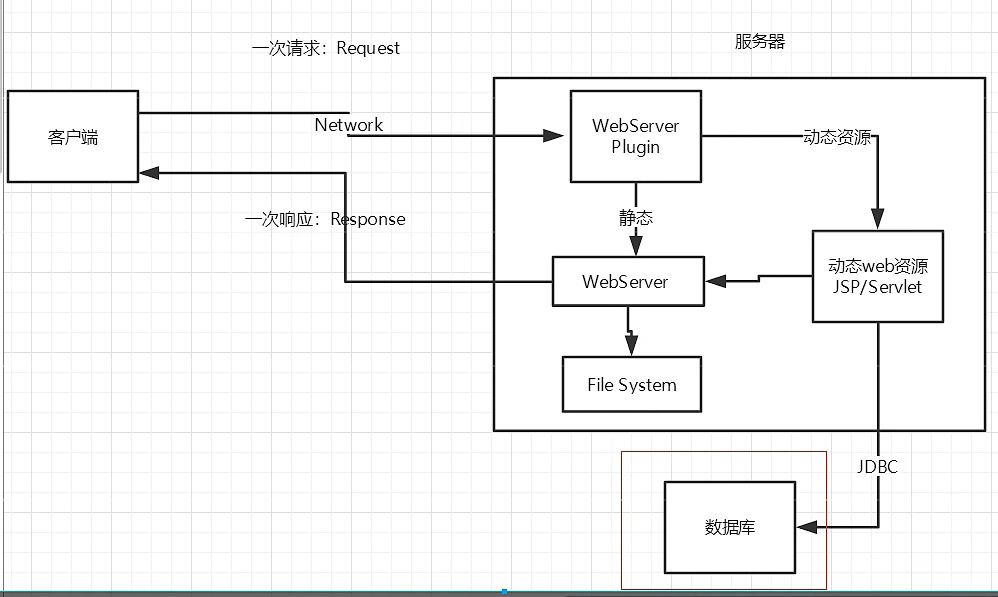 一次请求：Request
服务器
客户端
Network
WebServer
Plugin
动态资源
一次响应：Response
静态
动态web资源
JSP/Servlet
WebServer
File System
JDBC
数据库